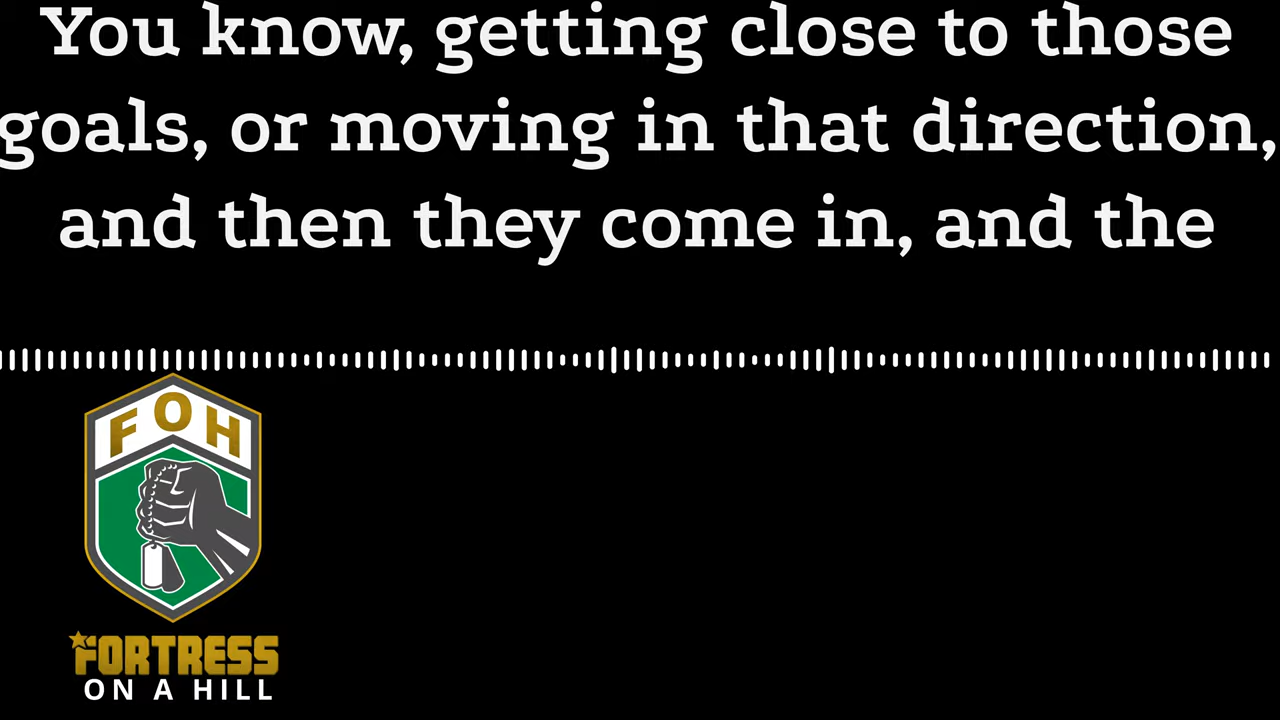 You know, getting close to those
goals, or moving in that direction,
and then they come in, and the
FOH
FORTRESS
ON A HILL